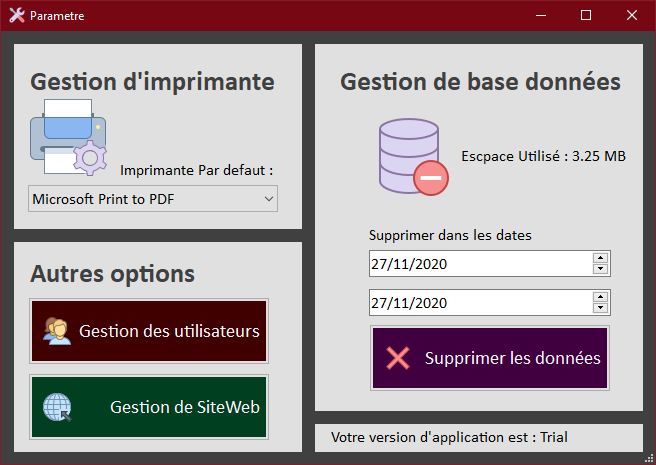 Parametre
Gestion d'imprimante
Imprimante Par defaut :
Microsoft Print to PDF
Autres options
Gestion des utilisateurs
Gestion de SiteWeb
Gestion de base données
Escpace Utilisé : 3.25 MB
Supprimer dans les dates
27/11/2020
27/11/2020
Supprimer les données
Votre version d'application est : Trial